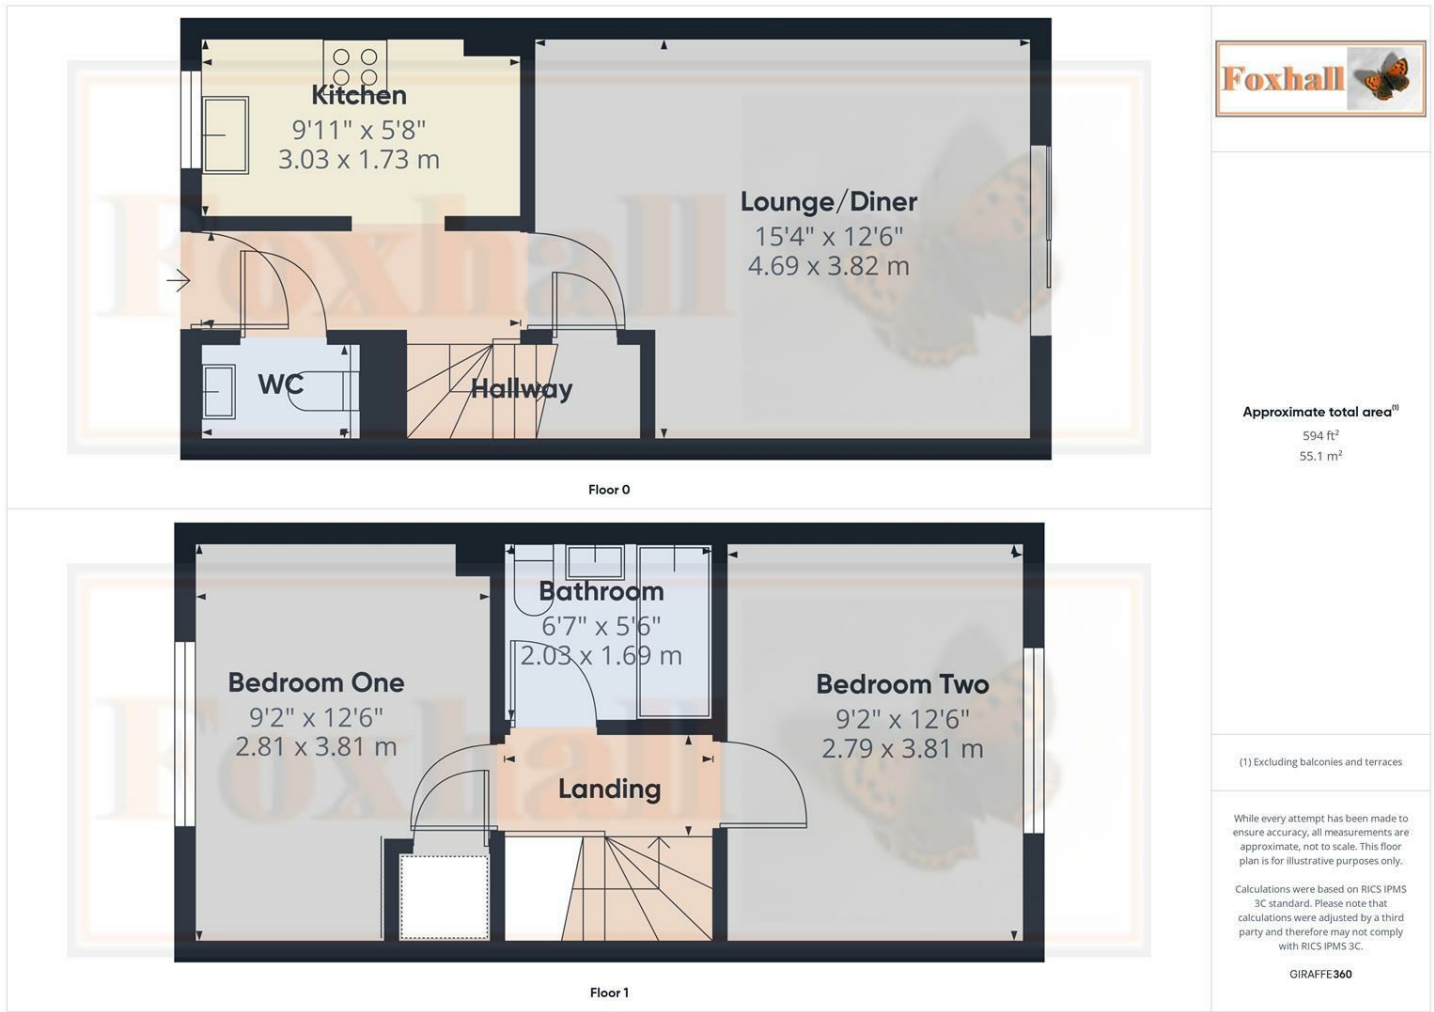 Kitchen
9'11" x 5'8"
3.03 x 1.73 m
Lounge/Diner
15'4" x 12'6"
4.69 x 3.82 m
WC
Hallway
Foxhall
Floor 0
Bathroom
6'7" x 5'6"
2.03 x 1.69 m
Bedroom One
9'2" x 12'6"
2.81 x 3.81 m
Bedroom Two
9'2" x 12'6"
2.79 x 3.81 m
Landing
Foxhall
Floor 1
Foxhall
Approximate total area(1)
594 ft²
55.1 m²
(1) Excluding balconies and terraces
While every attempt has been made to
ensure accuracy, all measurements are
approximate, not to scale. This floor
plan is for illustrative purposes only.
Calculations were based on RICS IPMS
3C standard. Please note that
calculations were adjusted by a third
party and therefore may not comply
with RICS IPMS 3C.
GIRAFFE360